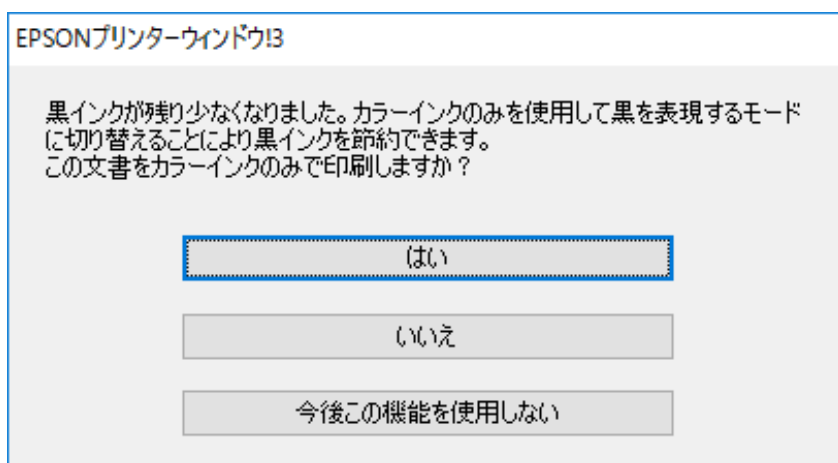 EPSONプリンターウィンドウ!3
黒インクが残り少なくなりました。カラーインクのみを使用して黒を表現するモード
に切り替えることにより黒インクを節約できます。
この文書をカラーインクのみで印刷しますか？
はい
いいえ
今後この機能を使用しない